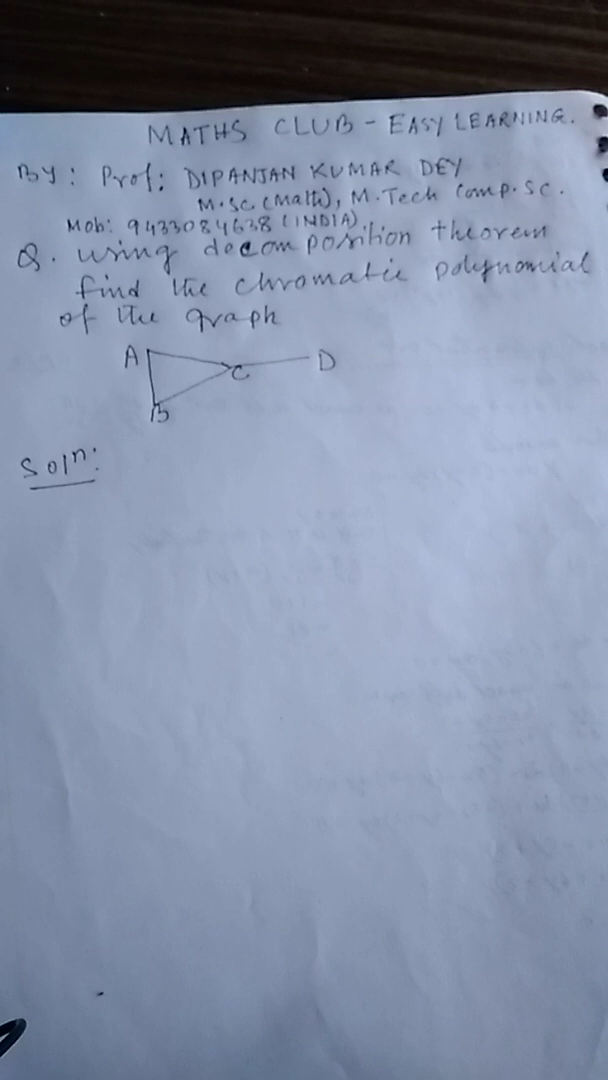 MATHS CLUB - EASY LEARNING.
By: Prof: DIPANJAN KUMAR DEY
M.Sc (Math), M.Tech Comp. Sc.
Mob: 9433084638 (INDIA).
Q. using decomposition theorem
find the chromatic polynomial
of the graph
A
C
D
B
Soln: